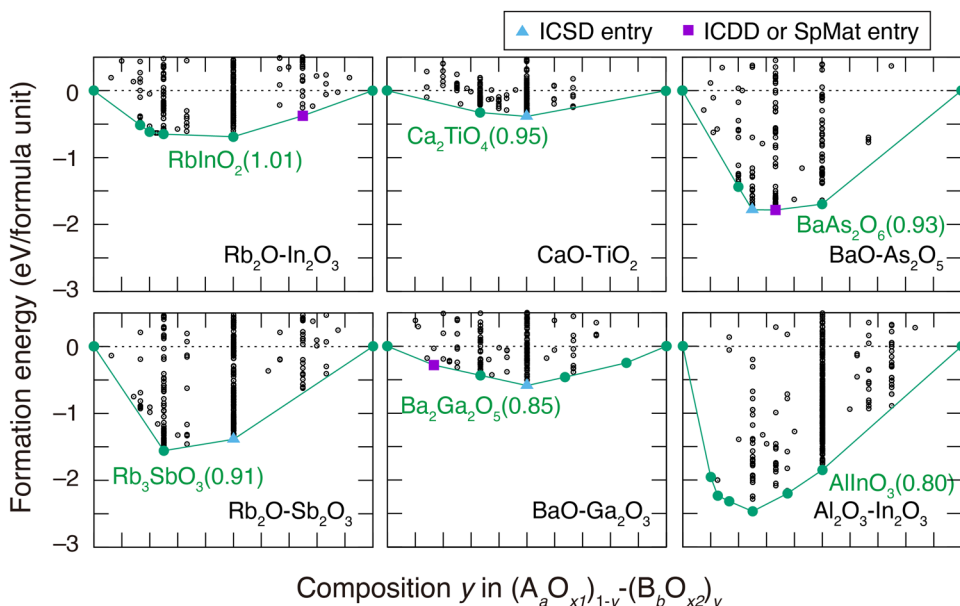 ICSD entry ICDD or SpMat entry
Formation energy (eV/formula unit)
0
–1
–2
–3
RbInO₂(1.01)
Rb₂O-In₂O₃
Ca₂TiO₄(0.95)
CaO-TiO₂
BaAs₂O₆(0.93)
BaO-As₂O₅
0
–1
–2
–3
Rb₃SbO₃(0.91)
Rb₂O-Sb₂O₃
Ba₂Ga₂O₅(0.85)
BaO-Ga₂O₃
AlInO₃(0.80)
Al₂O₃-In₂O₃
Composition y in (AₐOₓ₁)₁₋y-(B_bOₓ₂)y